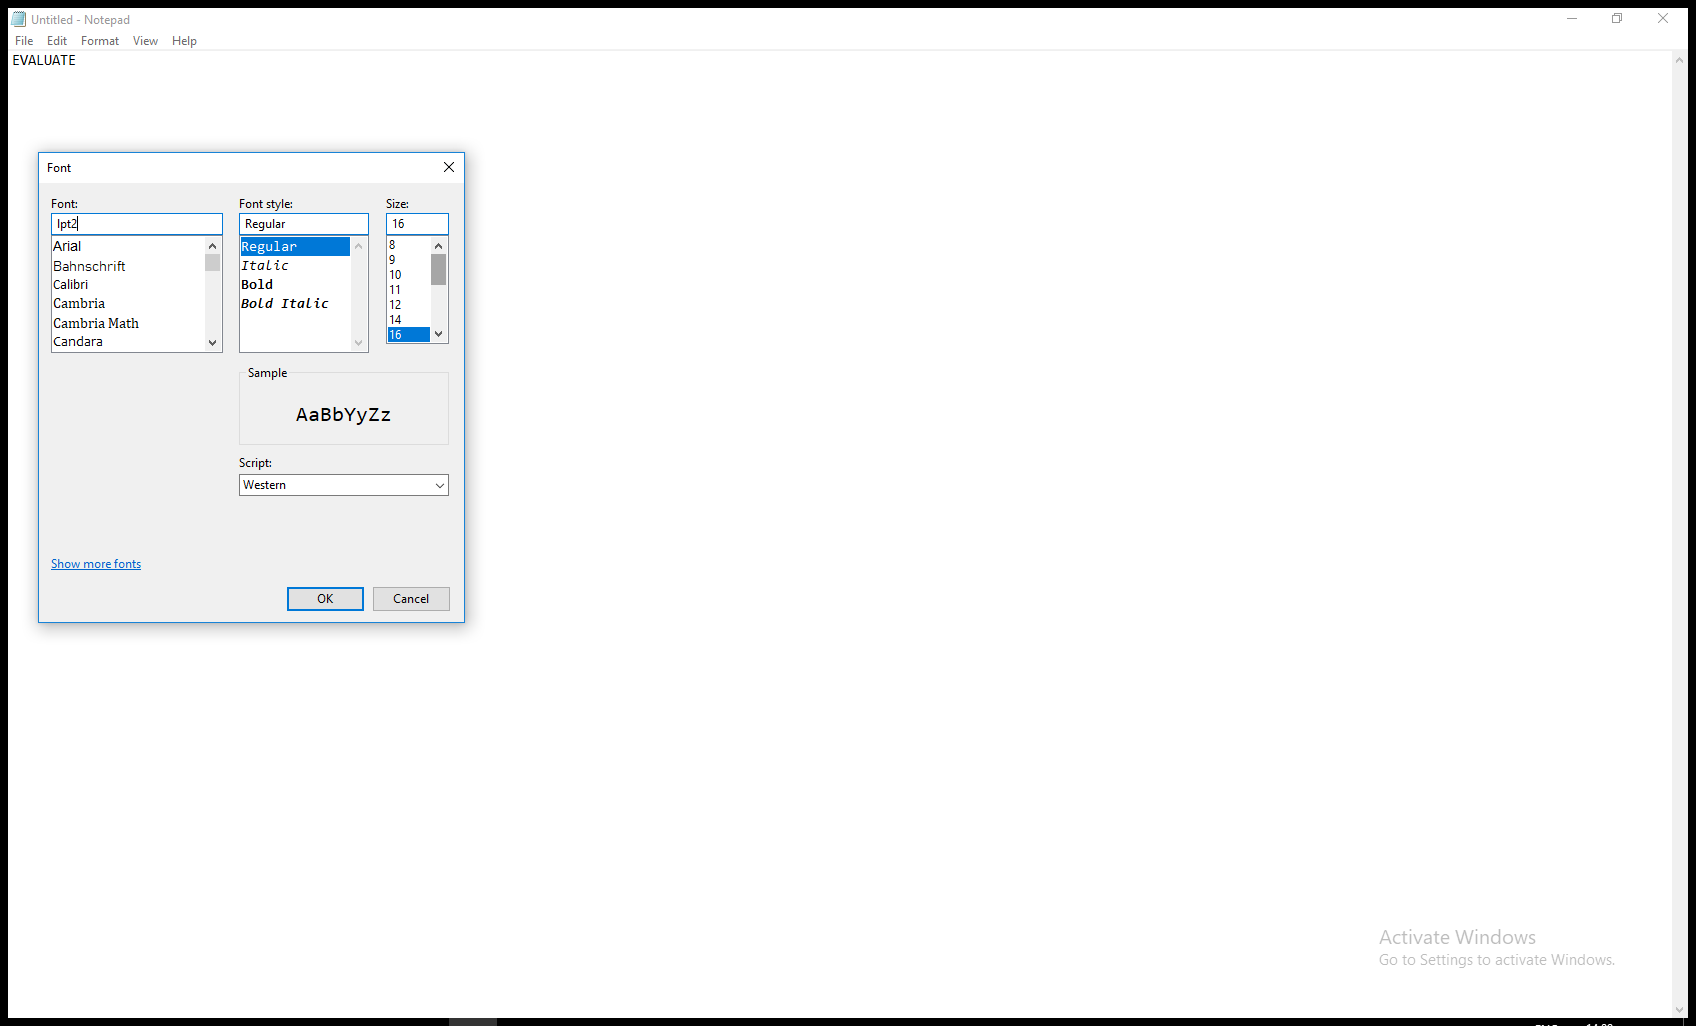 Untitled - Notepad
File Edit Format View Help
EVALUATE
Font
Font:
lpt2
Arial
Bahnschrift
Calibri
Cambria
Cambria Math
Candara
Font style:
Regular
Regular
Italic
Bold
Bold Italic
Size:
16
8
9
10
11
12
14
16
Sample
AaBbYyZz
Script:
Western
Show more fonts
OK Cancel
Activate Windows
Go to Settings to activate Windows.